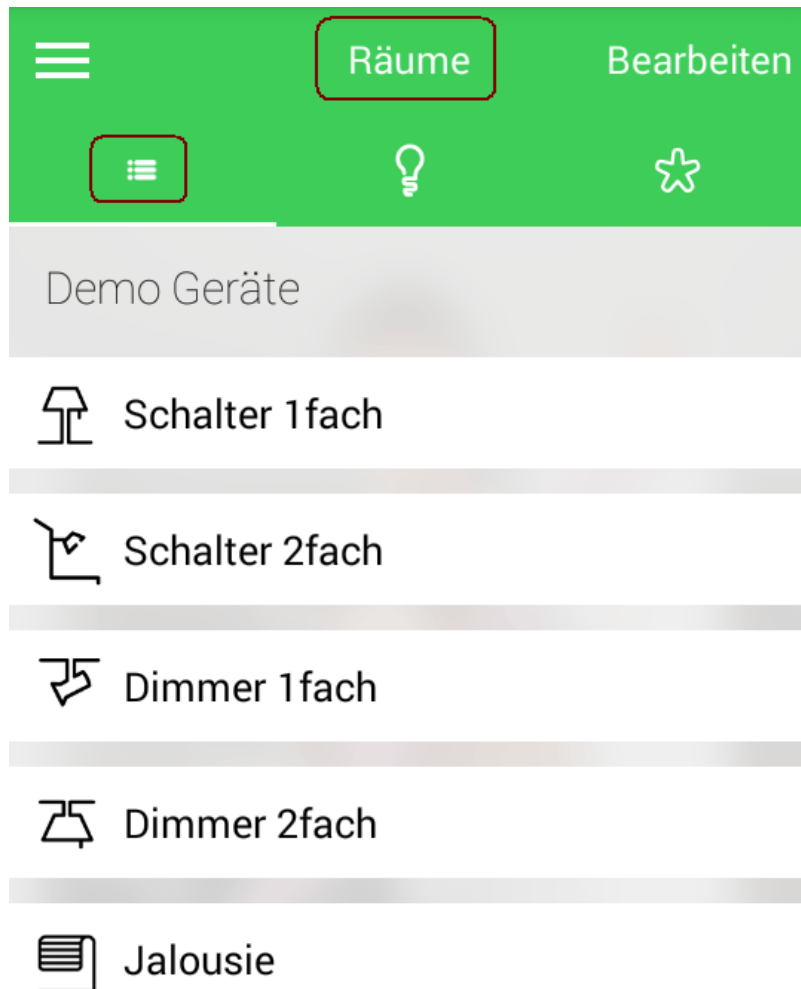 Räume Bearbeiten
Demo Geräte
Schalter 1fach
Schalter 2fach
Dimmer 1fach
Dimmer 2fach
Jalousie